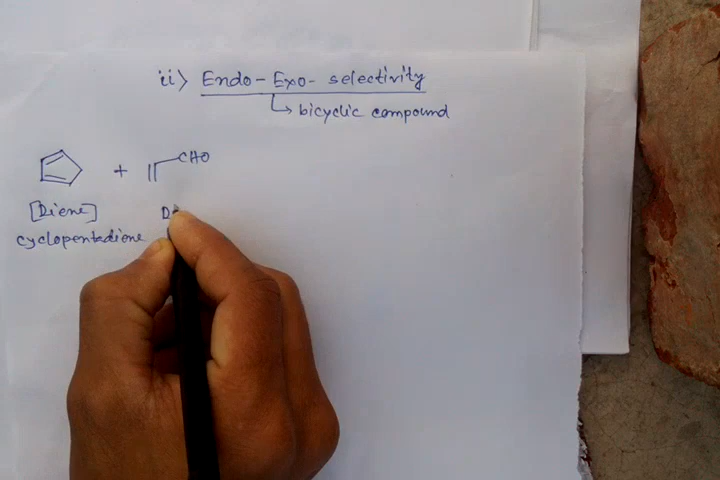 ii) Endo - Exo - selectivity
↳ bicyclic compound
+ CHO
[Diene]
cyclopentadiene